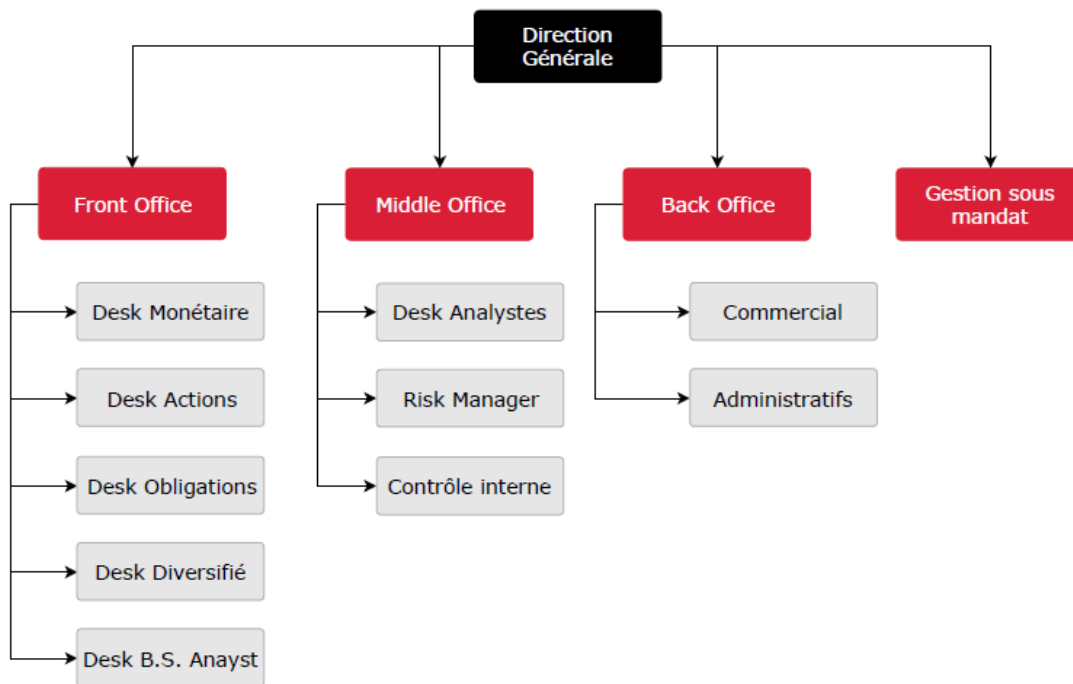 Direction
Générale
Front Office
Middle Office
Back Office
Gestion sous
mandat
Desk Monétaire
Desk Analystes
Commercial
Desk Actions
Risk Manager
Administratifs
Desk Obligations
Contrôle interne
Desk Diversifié
Desk B.S. Anayst